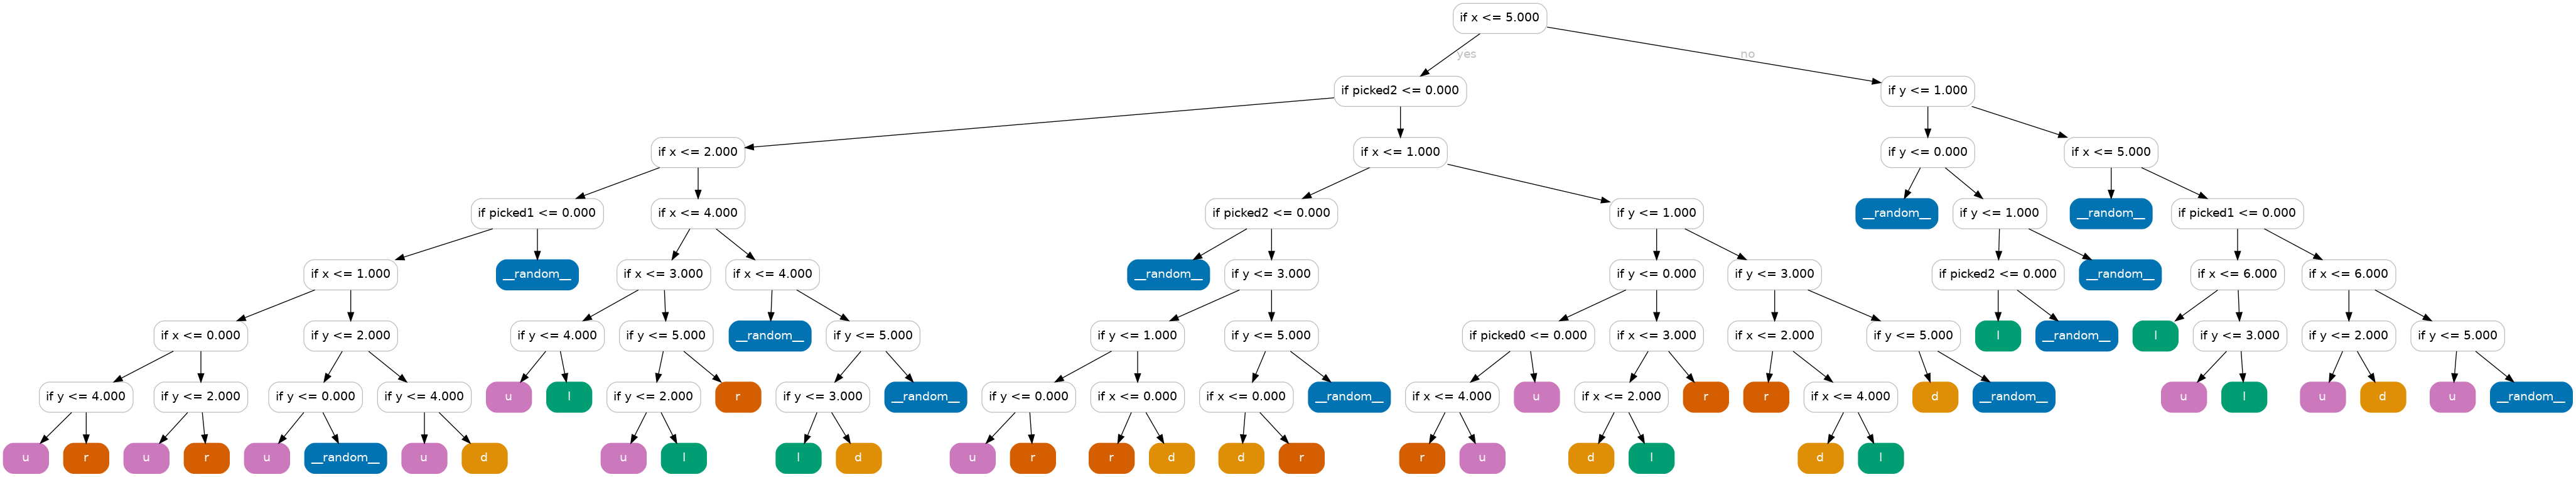 if x <= 5.000
yes
no
if picked2 <= 0.000
if y <= 1.000
if x <= 2.000
if x <= 1.000
if y <= 0.000
if x <= 5.000
if picked1 <= 0.000
if x <= 4.000
if picked2 <= 0.000
if y <= 1.000
__random__
if y <= 1.000
__random__
if picked1 <= 0.000
if x <= 1.000
__random__
if x <= 3.000
if x <= 4.000
__random__
if y <= 3.000
if y <= 0.000
if y <= 3.000
if picked2 <= 0.000
__random__
if x <= 6.000
if x <= 6.000
if x <= 0.000
if y <= 2.000
if y <= 4.000
if y <= 5.000
__random__
if y <= 5.000
if y <= 1.000
if y <= 5.000
if picked0 <= 0.000
if x <= 3.000
if x <= 2.000
if y <= 5.000
l
__random__
l
if y <= 3.000
if y <= 2.000
if y <= 5.000
if y <= 4.000
if y <= 2.000
if y <= 0.000
if y <= 4.000
u
l
if y <= 2.000
r
if y <= 3.000
__random__
if y <= 0.000
if x <= 0.000
if x <= 0.000
__random__
if x <= 4.000
u
if x <= 2.000
r
r
if x <= 4.000
d
__random__
u
l
u
d
u
__random__
u
r
u
r
u
__random__
u
d
u
l
l
d
u
r
r
d
d
r
r
u
d
l
d
l